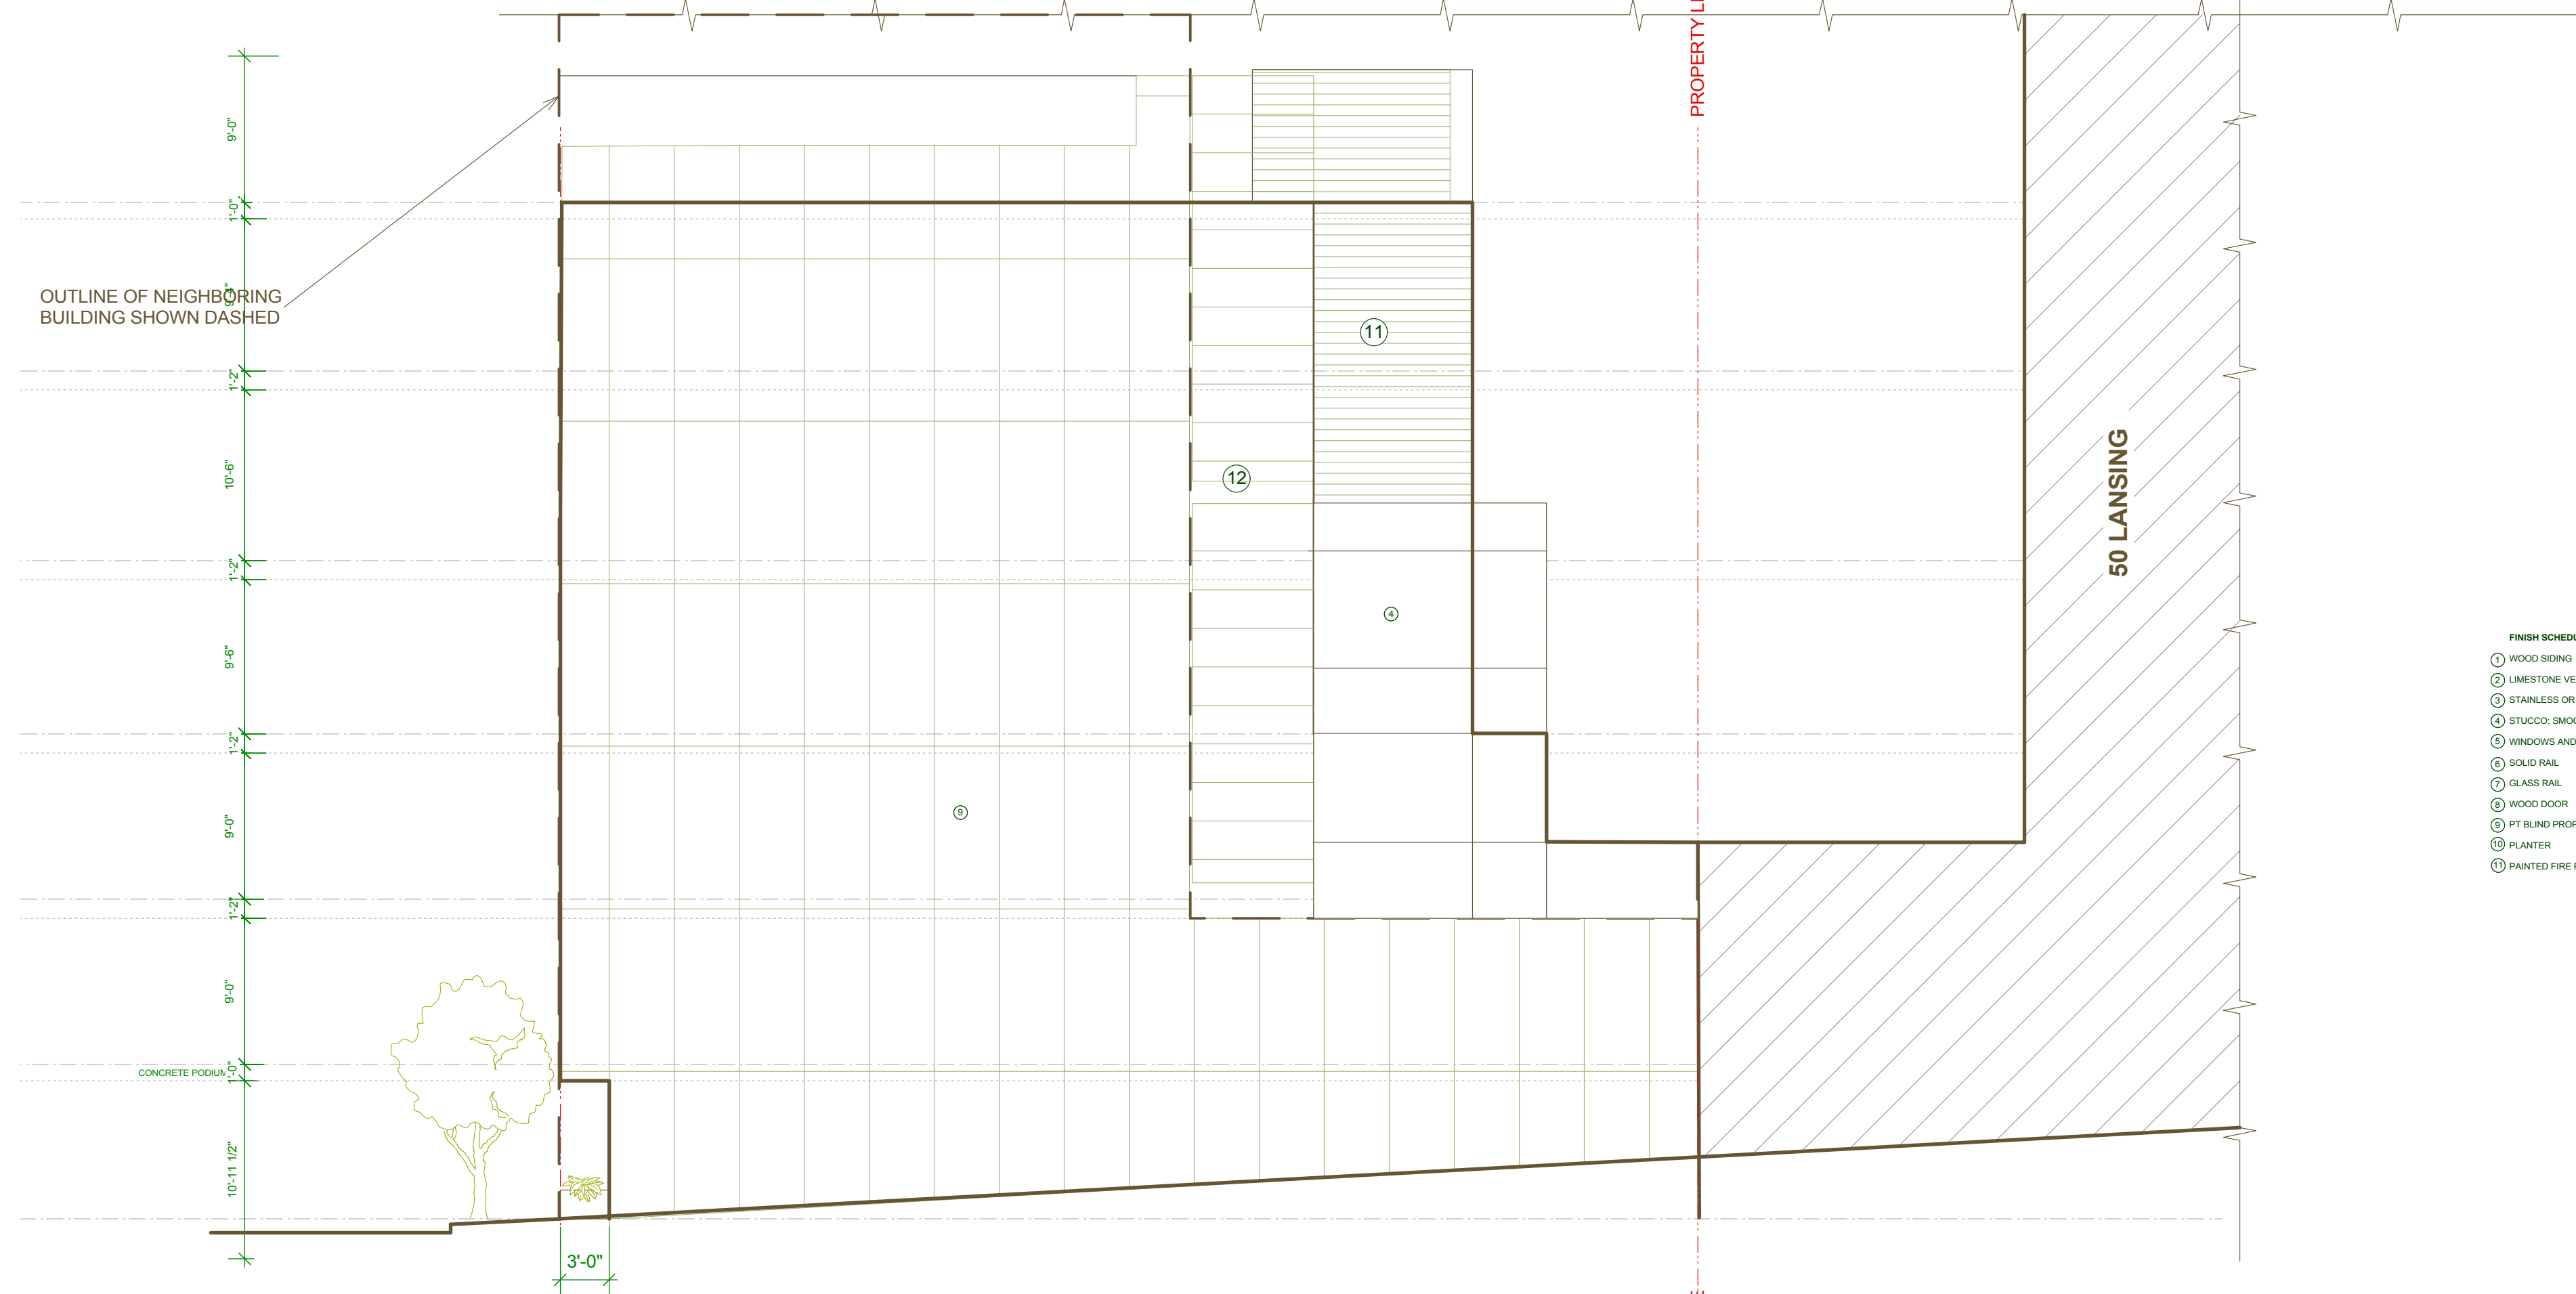 PROPERTY LI
9'-0"
1'-0"
OUTLINE OF NEIGHBORING
BUILDING SHOWN DASHED
9'-4"
11
1'-2"
10'-6"
12
50 LANSING
1'-2"
4
9'-6"
1'-2"
9'-0"
9
1'-2"
9'-0"
CONCRETE PODIUM
1'-0"
10'-11 1/2"
3'-0"
FINISH SCHEDU
1 WOOD SIDING
2 LIMESTONE VE
3 STAINLESS OR
4 STUCCO: SMOO
5 WINDOWS AND
6 SOLID RAIL
7 GLASS RAIL
8 WOOD DOOR
9 PT BLIND PROP
10 PLANTER
11 PAINTED FIRE R